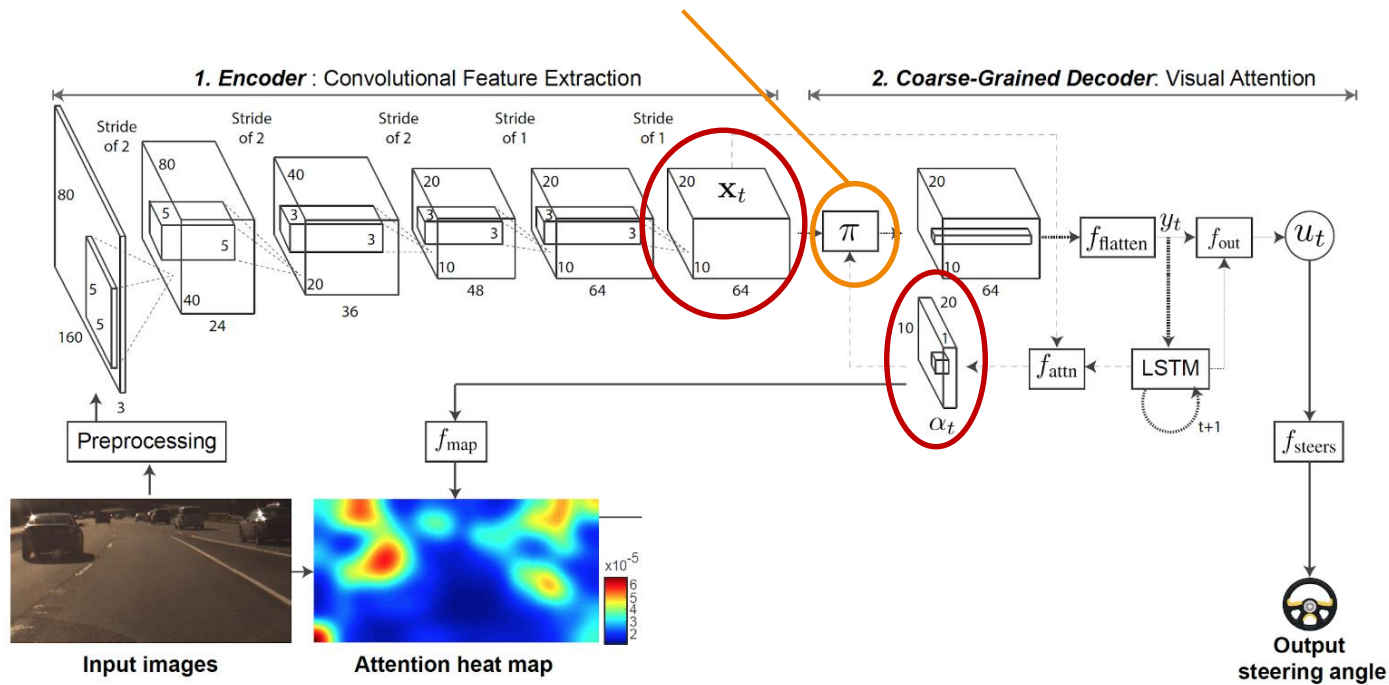 1. Encoder : Convolutional Feature Extraction
2. Coarse-Grained Decoder: Visual Attention
Stride
of 2
Stride
of 2
Stride
of 2
Stride
of 1
Stride
of 1
80
160
3
5
5
80
40
24
5
5
40
20
36
3
3
20
10
48
3
3
20
10
64
3
3
20
10
64
x_t
π
20
10
64
f_flatten
y_t
f_out
u_t
10
20
1
α_t
f_attn
LSTM
t+1
f_steers
Preprocessing
f_map
x10^-5
6
5
4
3
2
Input images
Attention heat map
Output
steering angle